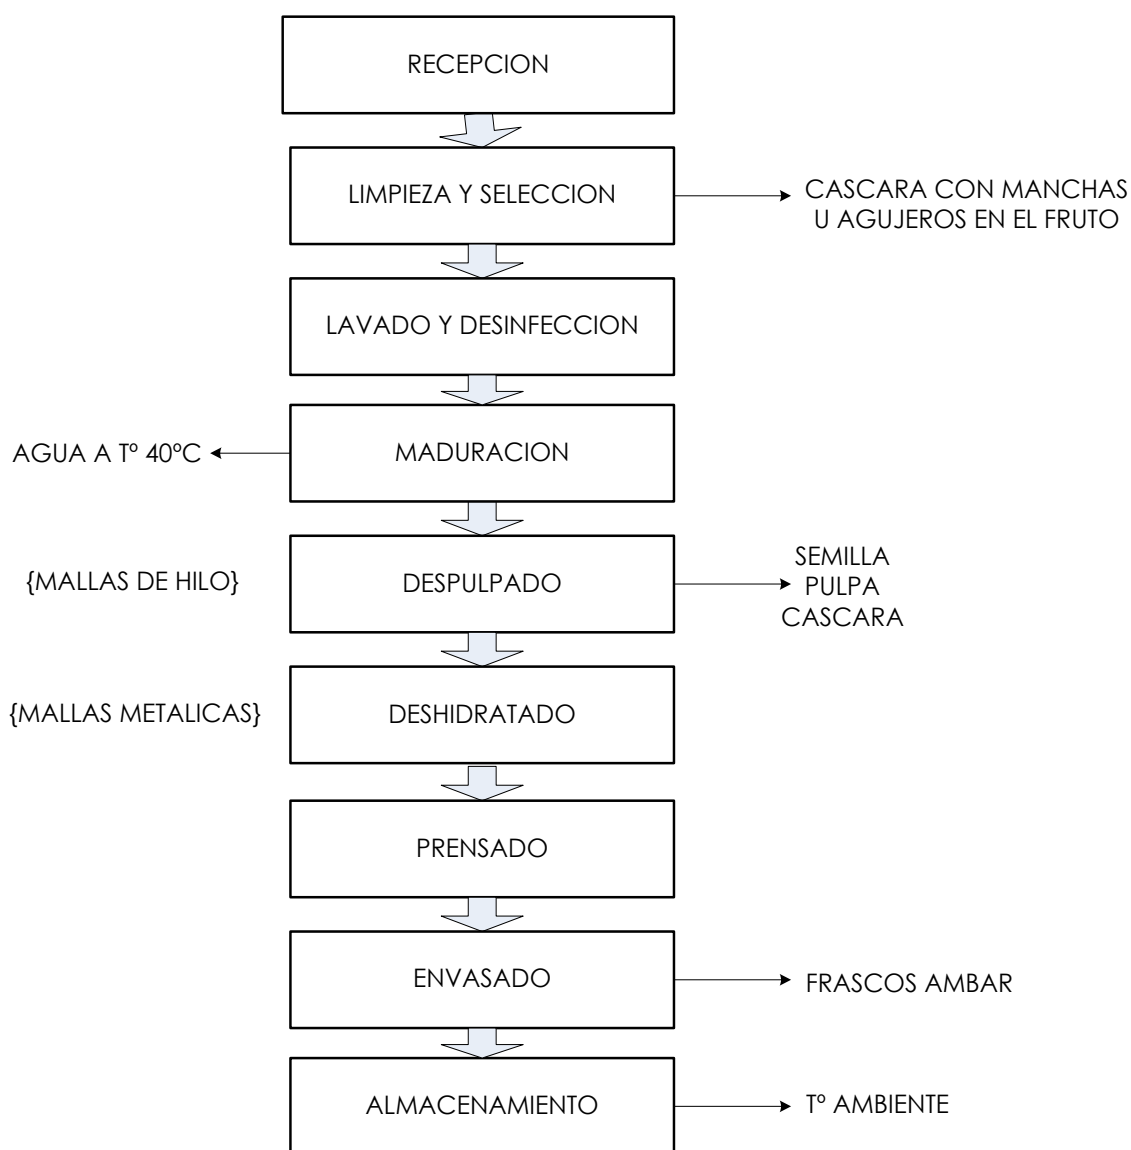 RECEPCION
LIMPIEZA Y SELECCION
CASCARA CON MANCHAS
U AGUJEROS EN EL FRUTO
LAVADO Y DESINFECCION
AGUA A Tº 40ºC
MADURACION
{MALLAS DE HILO}
DESPULPADO
SEMILLA
PULPA
CASCARA
{MALLAS METALICAS}
DESHIDRATADO
PRENSADO
ENVASADO
FRASCOS AMBAR
ALMACENAMIENTO
Tº AMBIENTE